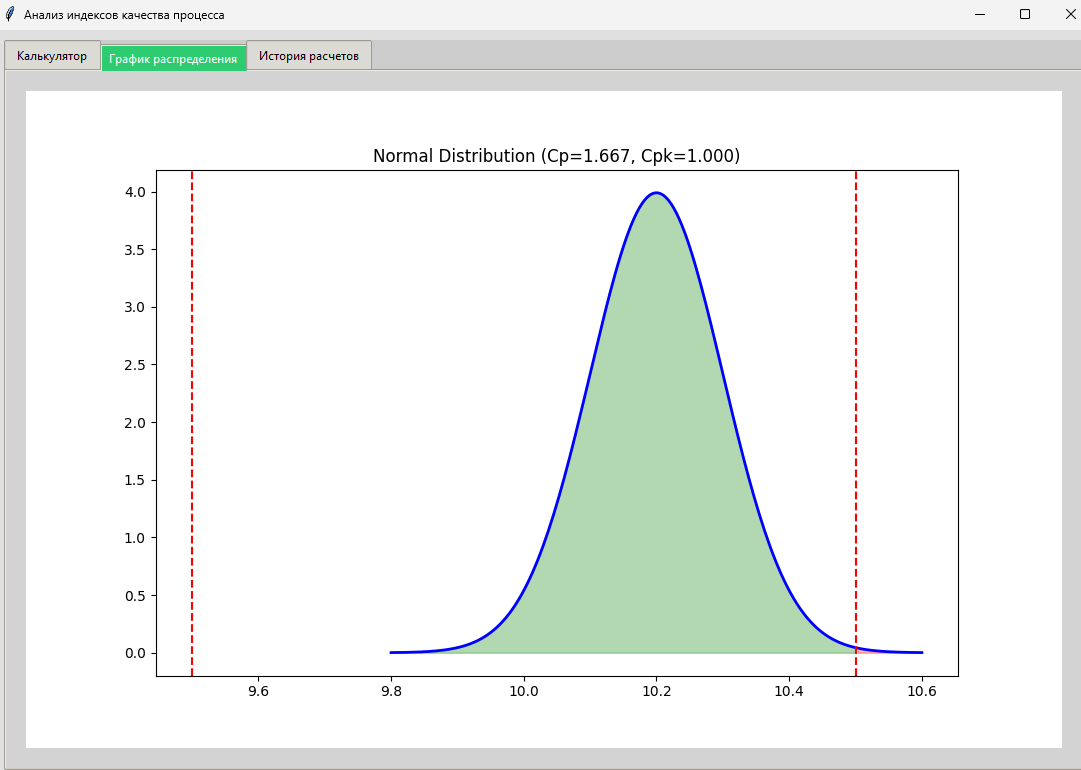 Анализ индексов качества процесса
Калькулятор
График распределения
История расчетов
Normal Distribution (Cp=1.667, Cpk=1.000)
4.0
3.5
3.0
2.5
2.0
1.5
1.0
0.5
0.0
9.6 9.8 10.0 10.2 10.4 10.6